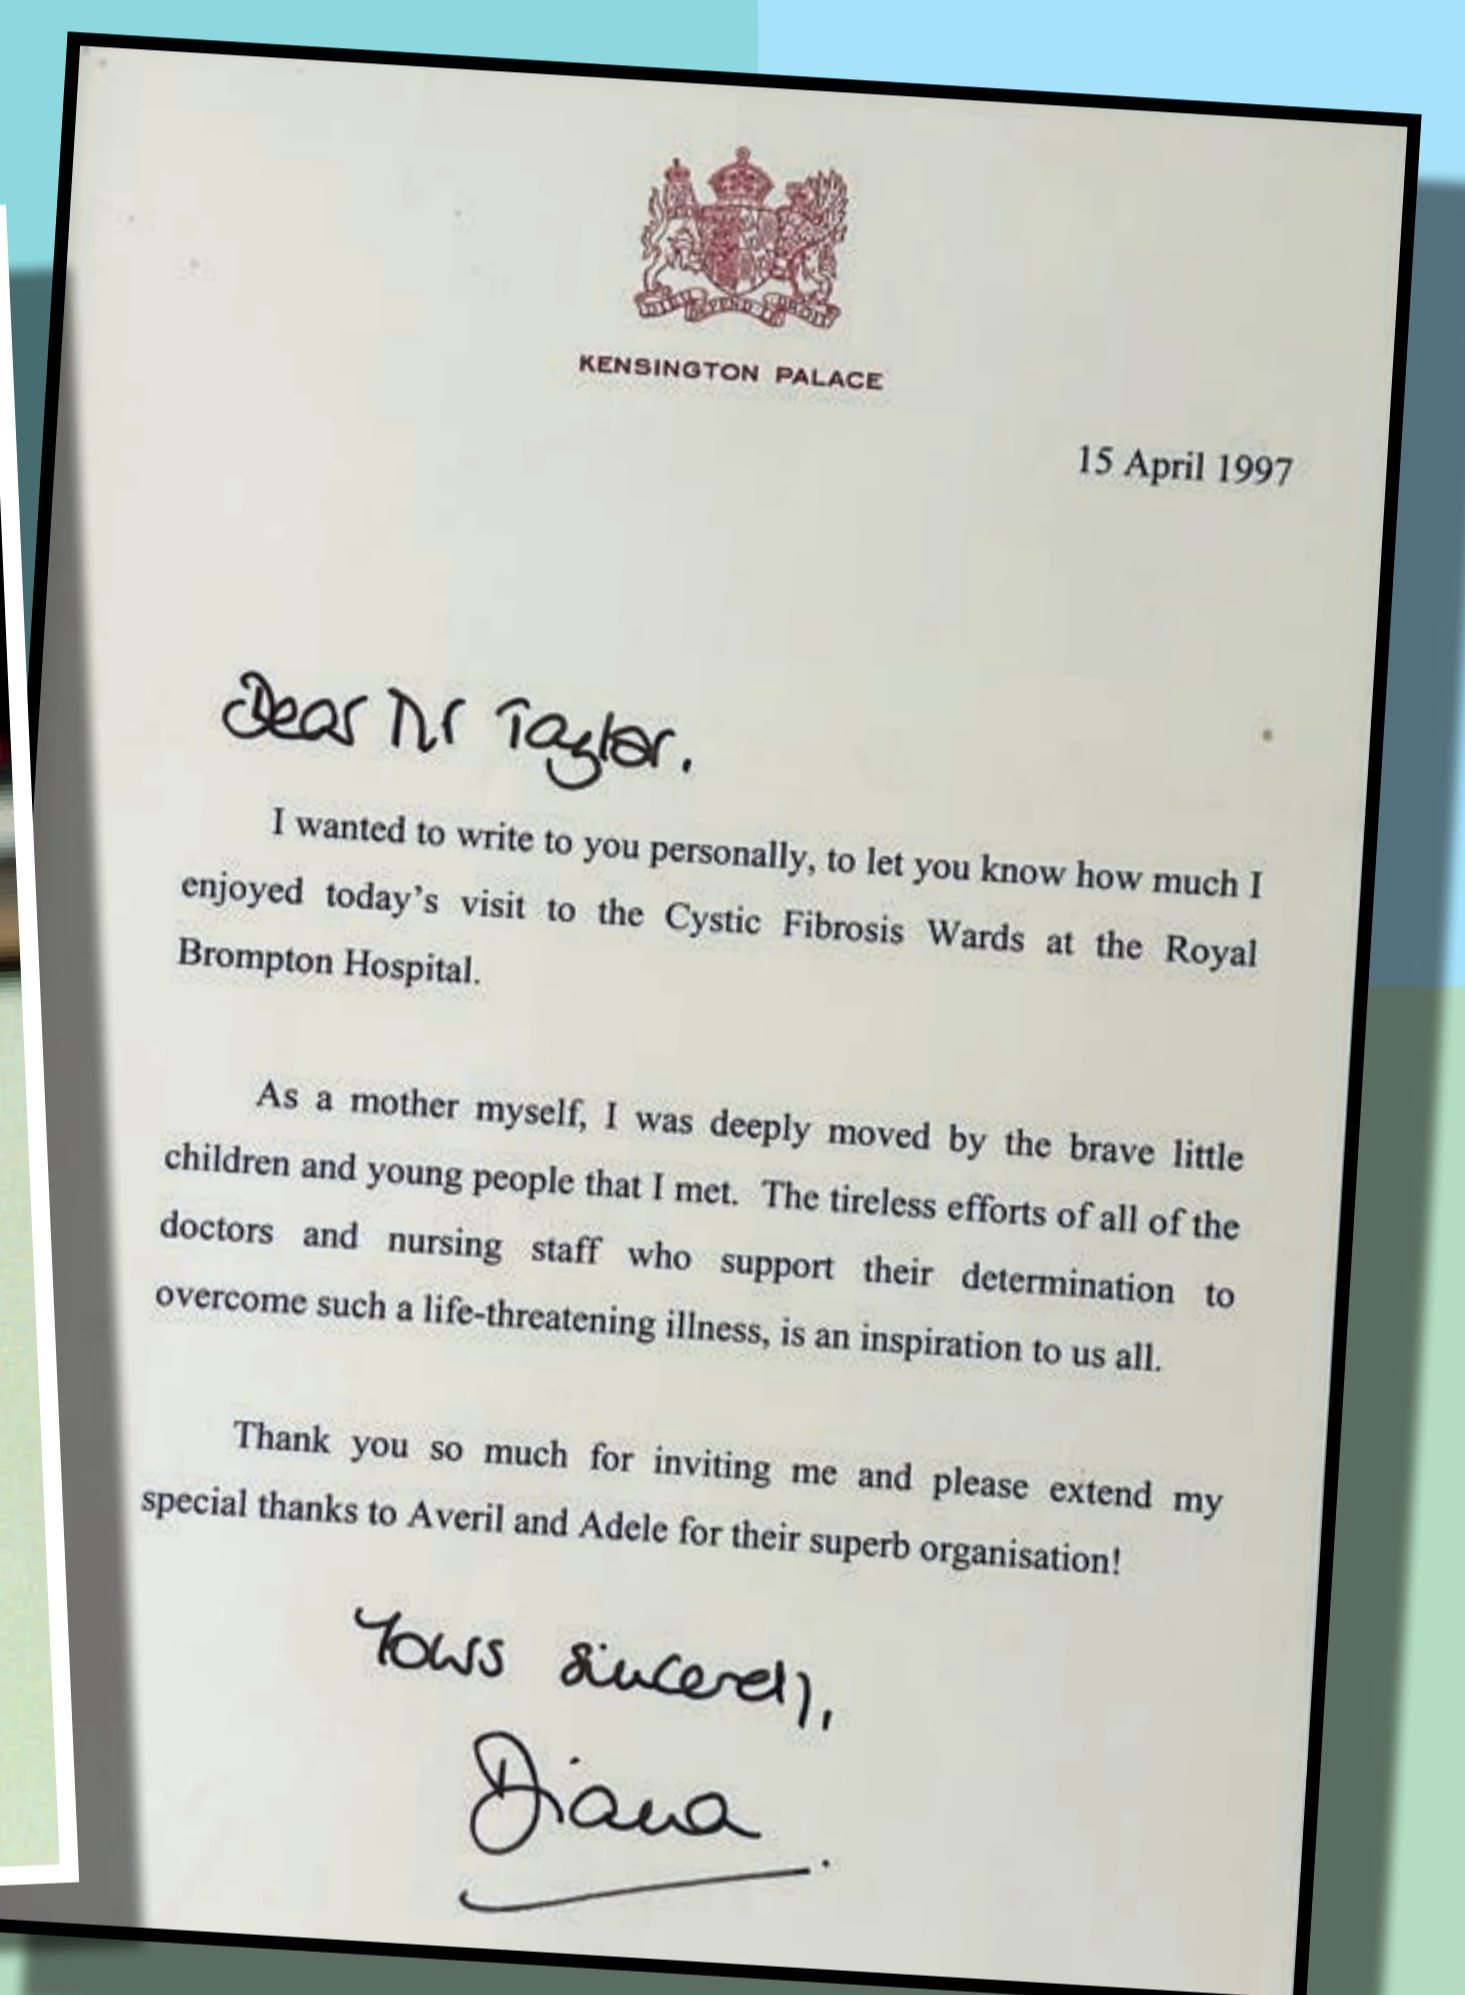 DIEU ET MON DROIT
KENSINGTON PALACE
15 April 1997
Dear Mr Taylor.
I wanted to write to you personally, to let you know how much I
enjoyed today's visit to the Cystic Fibrosis Wards at the Royal
Brompton Hospital.
As a mother myself, I was deeply moved by the brave little
children and young people that I met. The tireless efforts of all of the
doctors and nursing staff who support their determination to
overcome such a life-threatening illness, is an inspiration to us all.
Thank you so much for inviting me and please extend my
special thanks to Averil and Adele for their superb organisation!
Yours sincerely,
Diana.